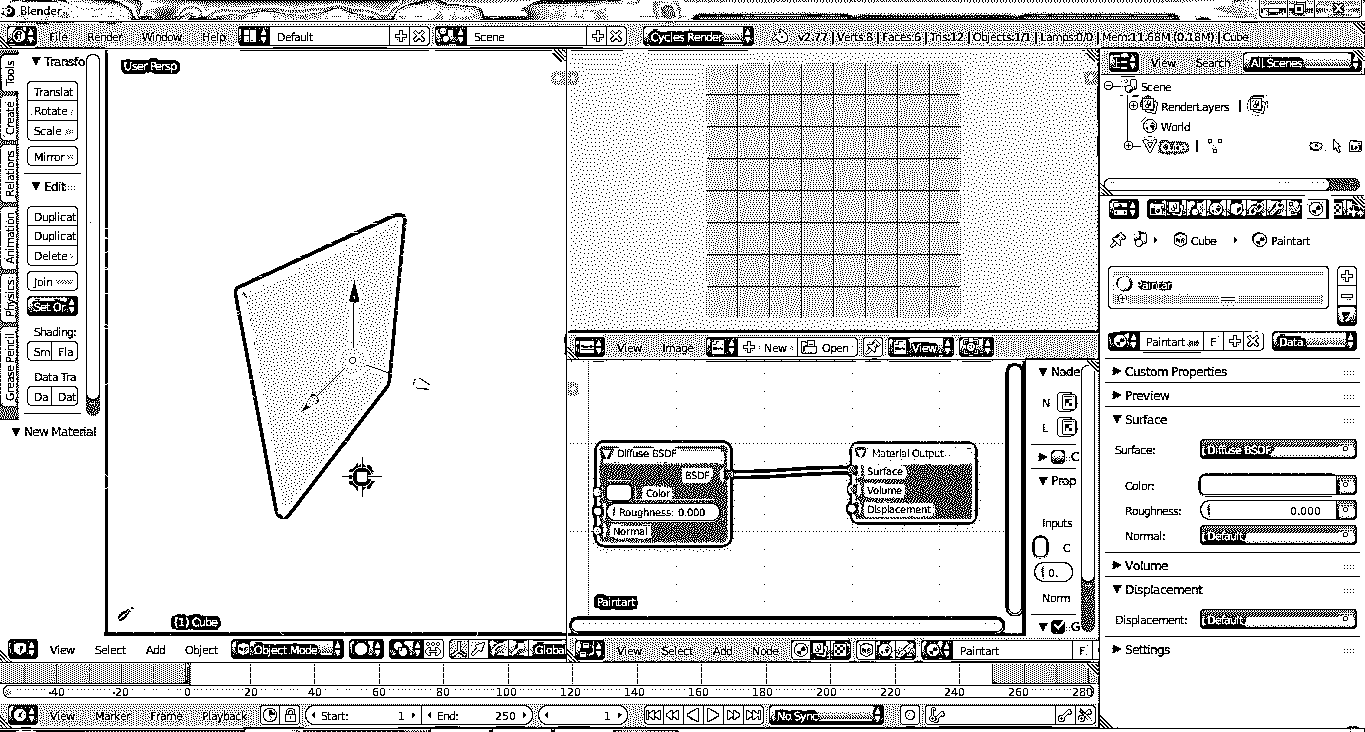 Blender
File Render Window Help Default Scene Cycles Render v2.77 | Verts:8 | Faces:6 | Tris:12 | Objects:1/1 | Lamps:0/0 | Mem:11.68M (0.18M) | Cube
Tools
Create
Relations
Animation
Physics
Grease Pencil
Transfo
Translat
Rotate
Scale
Mirror
Edit
Duplicat
Duplicat
Delete
Join
Set Or
Shading:
Sm Fla
Data Tra
Da Dat
New Material
User Persp
(1) Cube
View Select Add Object Object Mode Global
View Image New Open View
Diffuse BSDF
BSDF
Color
Roughness: 0.000
Normal
Material Output
Surface
Volume
Displacement
Paintart
Node
N
L
C
Prop
Inputs
C
0.
Norm
G
View Select Add Node Paintart F
View Search All Scenes
Scene
RenderLayers |
World
Cube |
Cube Paintart
Paintar
Paintart F Data
Custom Properties
Preview
Surface
Surface: Diffuse BSDF
Color:
Roughness: 0.000
Normal: Default
Volume
Displacement
Displacement: Default
Settings
-40 -20 0 20 40 60 80 100 120 140 160 180 200 220 240 260 280
View Marker Frame Playback Start: 1 End: 250 1 No Sync